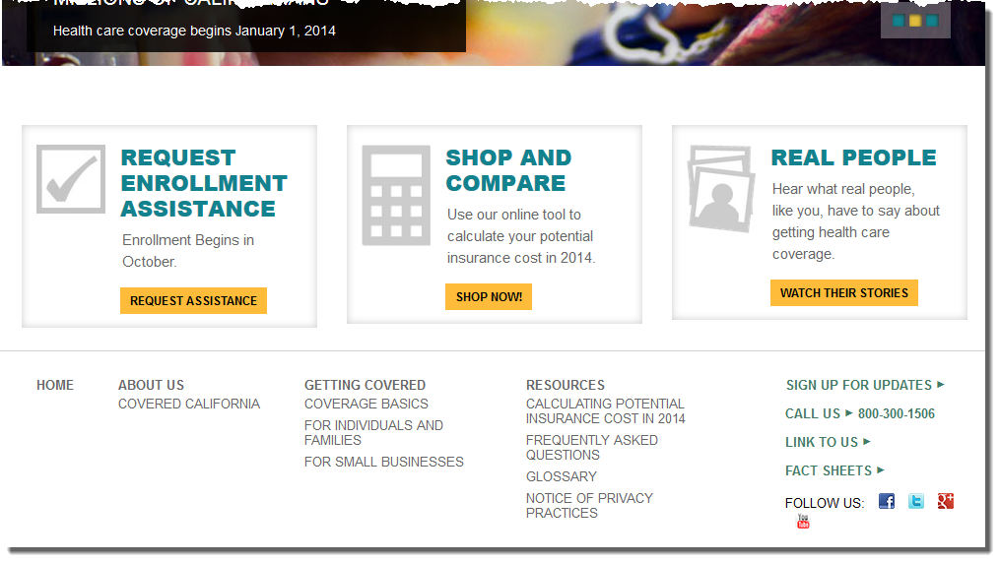 MILLIONS OF CALIFORNIANS
Health care coverage begins January 1, 2014
REQUEST
ENROLLMENT
ASSISTANCE
Enrollment Begins in
October.
REQUEST ASSISTANCE
SHOP AND
COMPARE
Use our online tool to
calculate your potential
insurance cost in 2014.
SHOP NOW!
REAL PEOPLE
Hear what real people,
like you, have to say about
getting health care
coverage.
WATCH THEIR STORIES
HOME
ABOUT US
COVERED CALIFORNIA
GETTING COVERED
COVERAGE BASICS
FOR INDIVIDUALS AND
FAMILIES
FOR SMALL BUSINESSES
RESOURCES
CALCULATING POTENTIAL
INSURANCE COST IN 2014
FREQUENTLY ASKED
QUESTIONS
GLOSSARY
NOTICE OF PRIVACY
PRACTICES
SIGN UP FOR UPDATES
CALL US 800-300-1506
LINK TO US
FACT SHEETS
FOLLOW US:
You
Tube